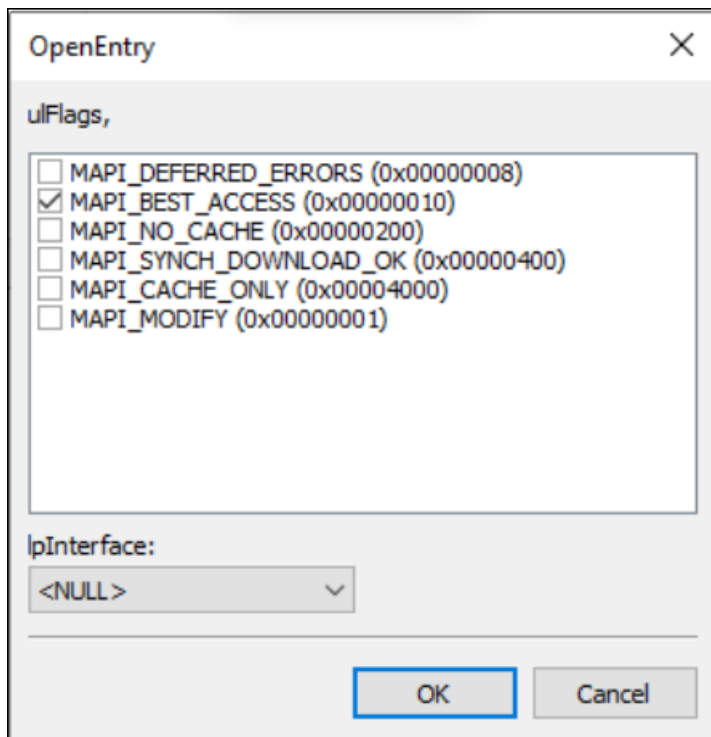 OpenEntry
ulFlags,
MAPI_DEFERRED_ERRORS (0x00000008)
MAPI_BEST_ACCESS (0x00000010)
MAPI_NO_CACHE (0x00000200)
MAPI_SYNCH_DOWNLOAD_OK (0x00000400)
MAPI_CACHE_ONLY (0x00004000)
MAPI_MODIFY (0x00000001)
lpInterface:
<NULL>
OK Cancel